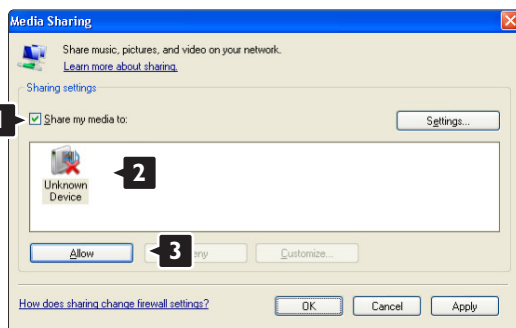 Media Sharing
Share music, pictures, and video on your network.
Learn more about sharing.
Sharing settings
1
Share my media to:
Settings...
2
Unknown
Device
Allow
3
Customize...
How does sharing change firewall settings?
OK
Cancel
Apply